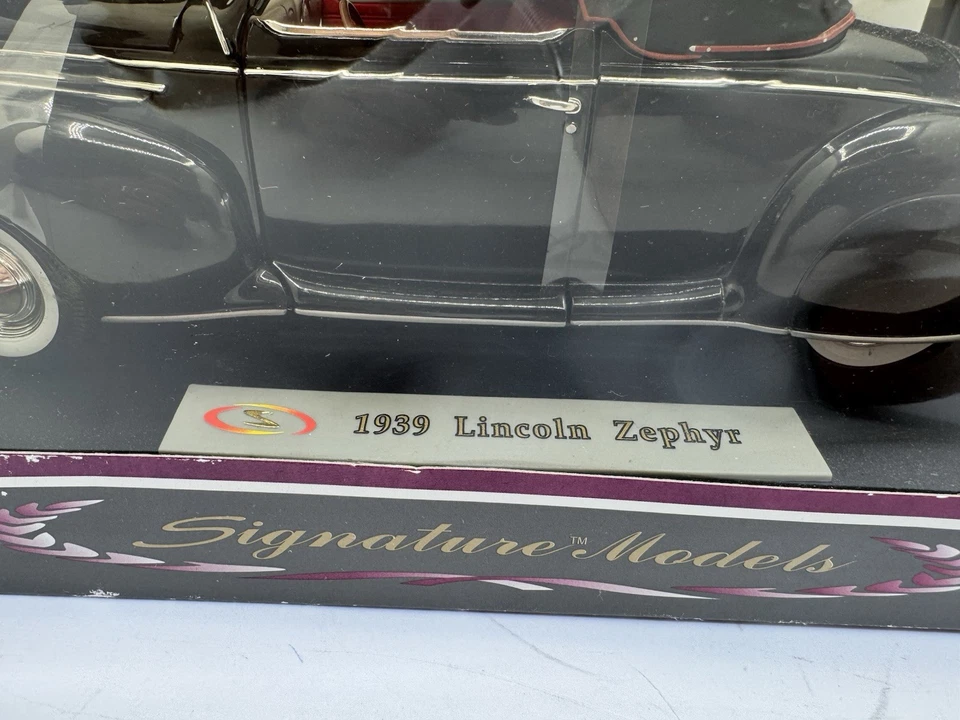 1939 Lincoln Zephyr
Signature™ Models